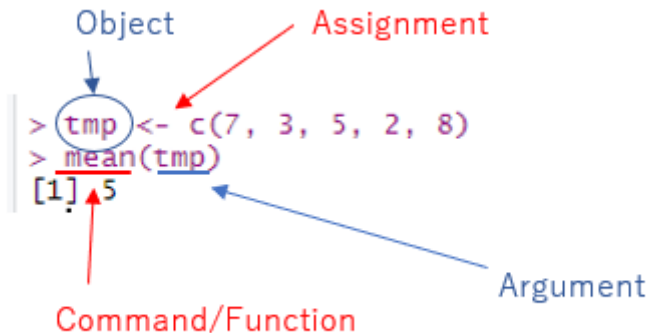 Object
Assignment
> tmp <- c(7, 3, 5, 2, 8)
> mean(tmp)
[1] 5
Argument
Command/Function